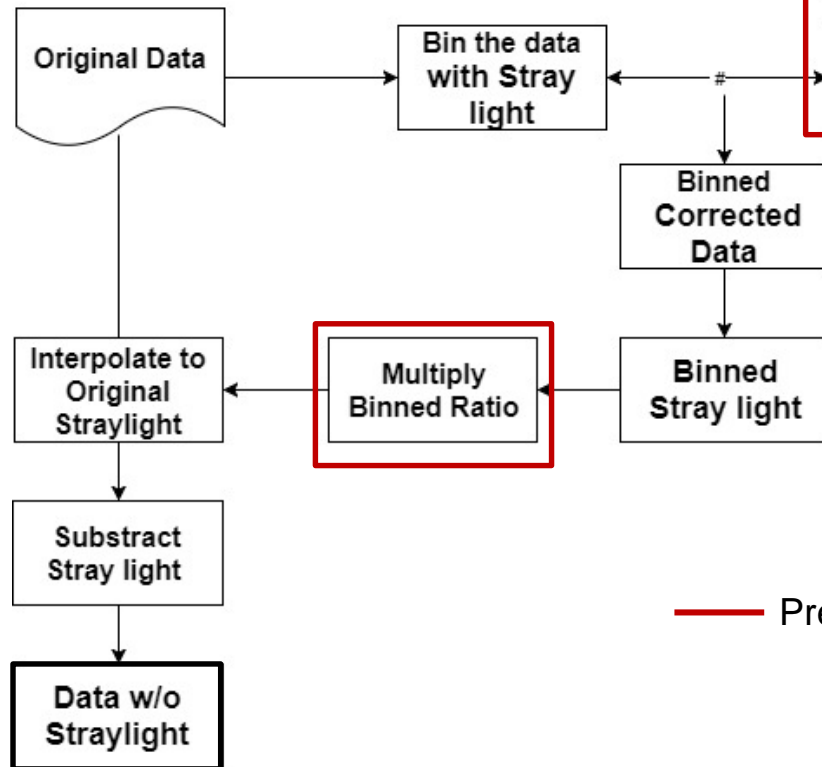 Original Data
Bin the data
with Stray
light
#
Binned
Corrected
Data
Interpolate to
Original
Straylight
Multiply
Binned Ratio
Binned
Stray light
Substract
Stray light
Data w/o
Straylight